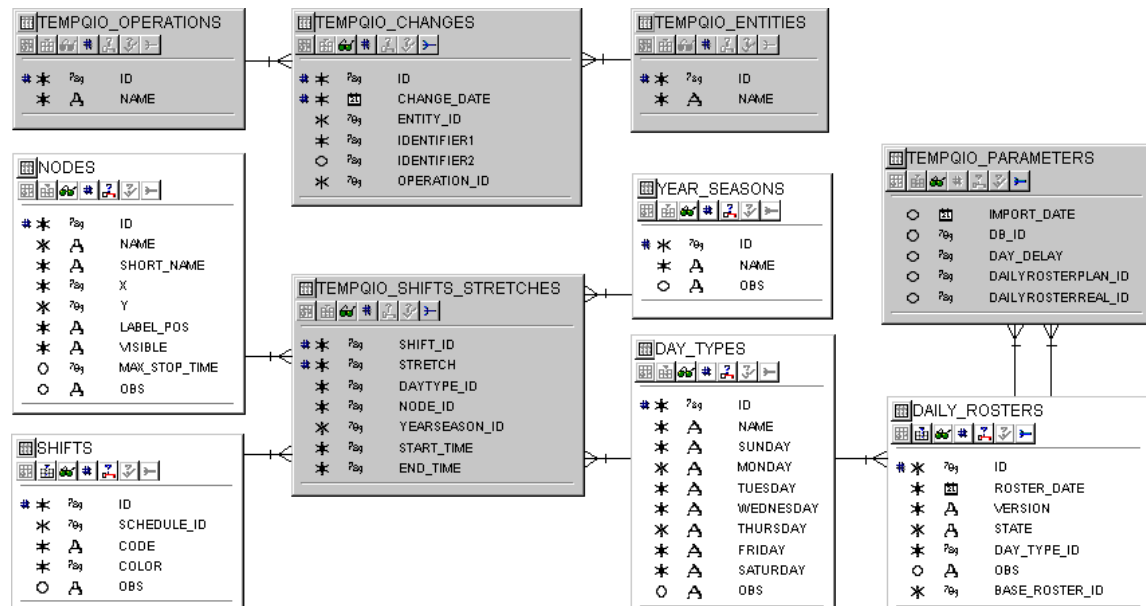 TEMPQIO_OPERATIONS
ID
NAME
TEMPQIO_CHANGES
ID
CHANGE_DATE
ENTITY_ID
IDENTIFIER1
IDENTIFIER2
OPERATION_ID
TEMPQIO_ENTITIES
ID
NAME
NODES
ID
NAME
SHORT_NAME
X
Y
LABEL_POS
VISIBLE
MAX_STOP_TIME
OBS
TEMPQIO_SHIFTS_STRETCHES
SHIFT_ID
STRETCH
DAYTYPE_ID
NODE_ID
YEARSEASON_ID
START_TIME
END_TIME
YEAR_SEASONS
ID
NAME
OBS
TEMPQIO_PARAMETERS
IMPORT_DATE
DB_ID
DAY_DELAY
DAILYROSTERPLAN_ID
DAILYROSTERREAL_ID
SHIFTS
ID
SCHEDULE_ID
CODE
COLOR
OBS
DAY_TYPES
ID
NAME
SUNDAY
MONDAY
TUESDAY
WEDNESDAY
THURSDAY
FRIDAY
SATURDAY
OBS
DAILY_ROSTERS
ID
ROSTER_DATE
VERSION
STATE
DAY_TYPE_ID
OBS
BASE_ROSTER_ID